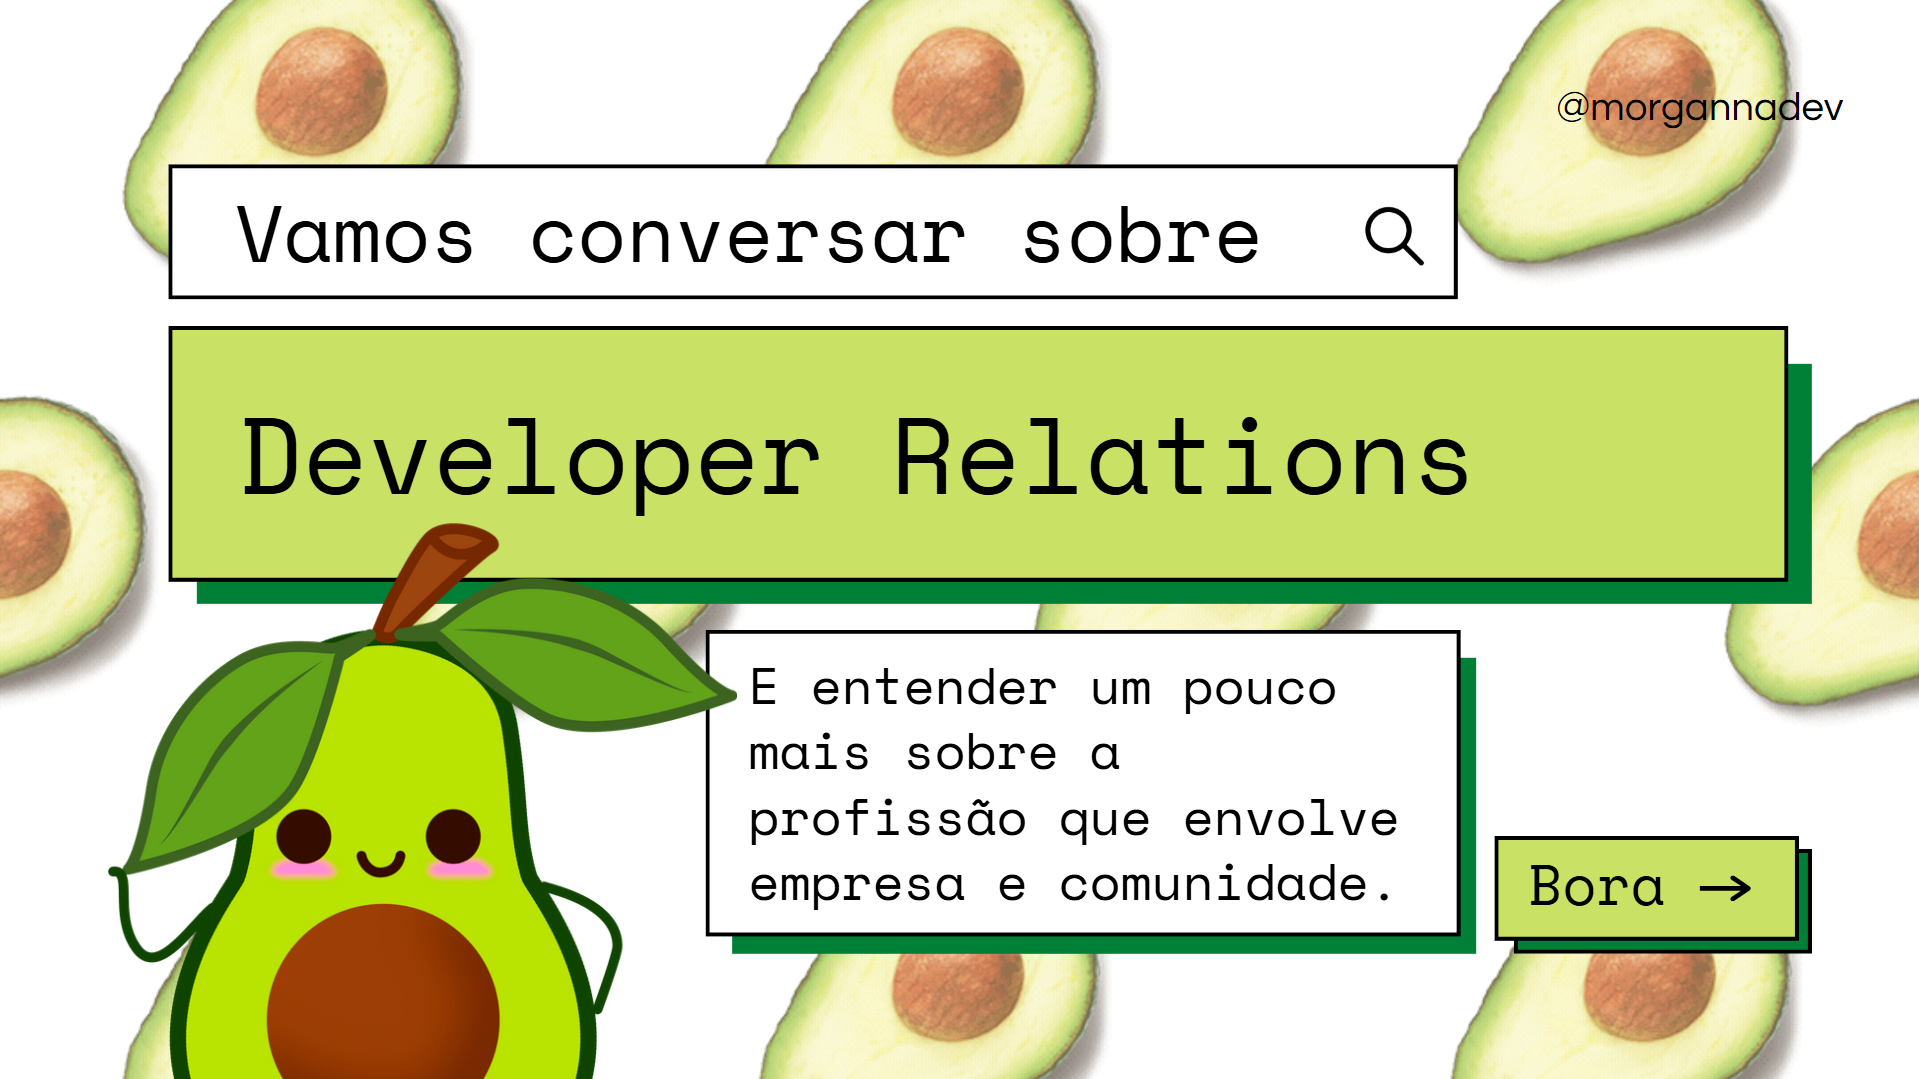 @morgannadev
Vamos conversar sobre
Developer Relations
E entender um pouco
mais sobre a
profissão que envolve
empresa e comunidade.
Bora →